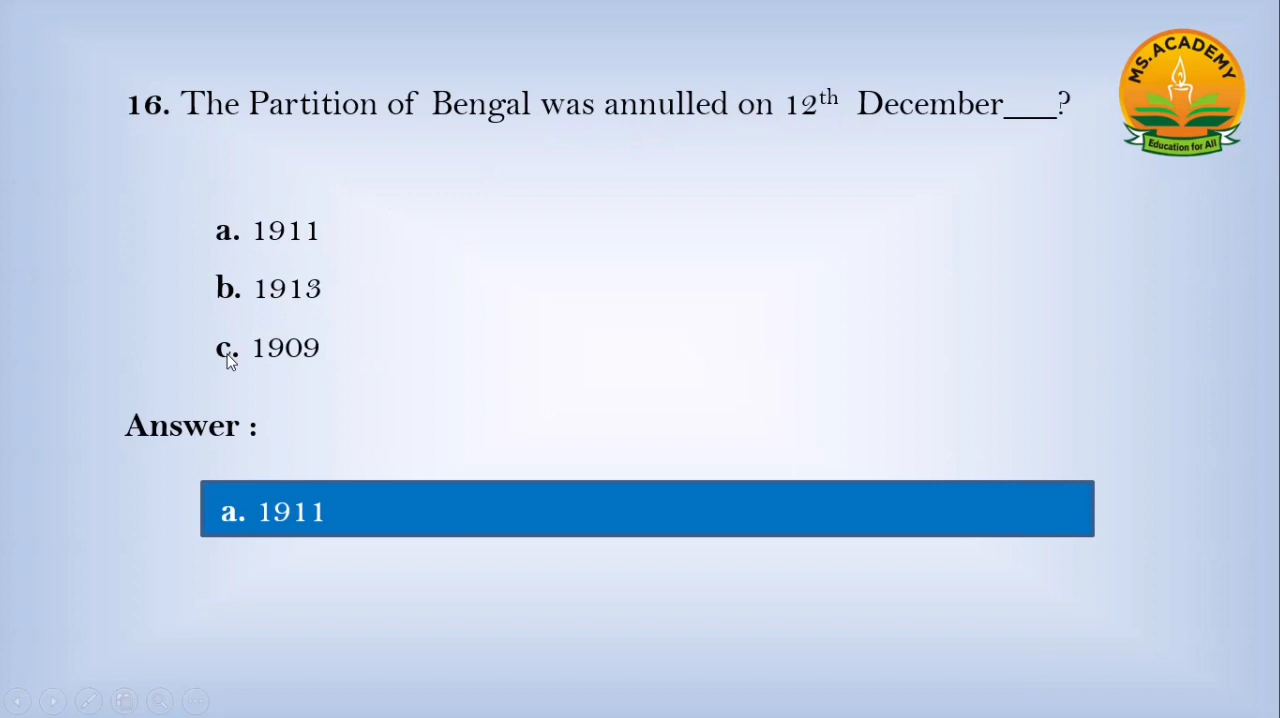 16. The Partition of Bengal was annulled on 12th December___?
MS. ACADEMY
Education for All
a. 1911
b. 1913
c. 1909
Answer :
a. 1911